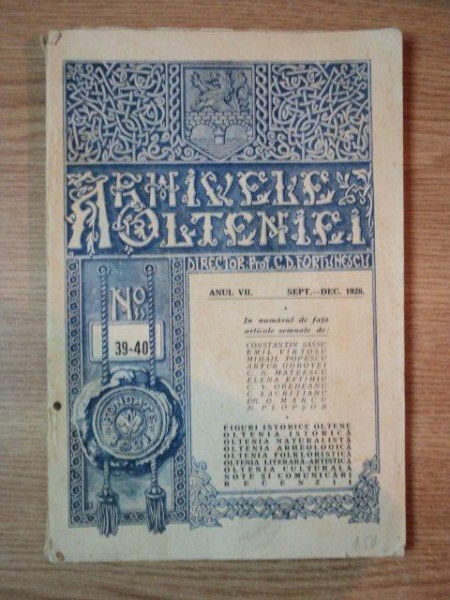 ARHIVELE
OLTENIEI
DIRECTOR: Prof. C. D. FORTUNESCU
No
39-40
ANUL VII. SEPT.—DEC. 1928.
In numărul de față
articole semnate de:
CONSTANTIN SASSU
EMIL VÎRTOSU
MIHAIL POPESCU
ARTUR GOROVEI
C. N. MATEESCU
ELENA EFTIMIU
C. V. OBEDEANU
C. LACRIȚIANU
DR. O. MARCU
N. PLOPȘOR
FIGURI ISTORICE OLTENE
OLTENIA ISTORICĂ
OLTENIA NATURALISTĂ
OLTENIA ARHEOLOGICĂ
OLTENIA FOLKLORISTICĂ
OLTENIA LITERARĂ-ARTISTICĂ
OLTENIA CULTURALĂ
NOTE ȘI COMUNICĂRI
RECENZII